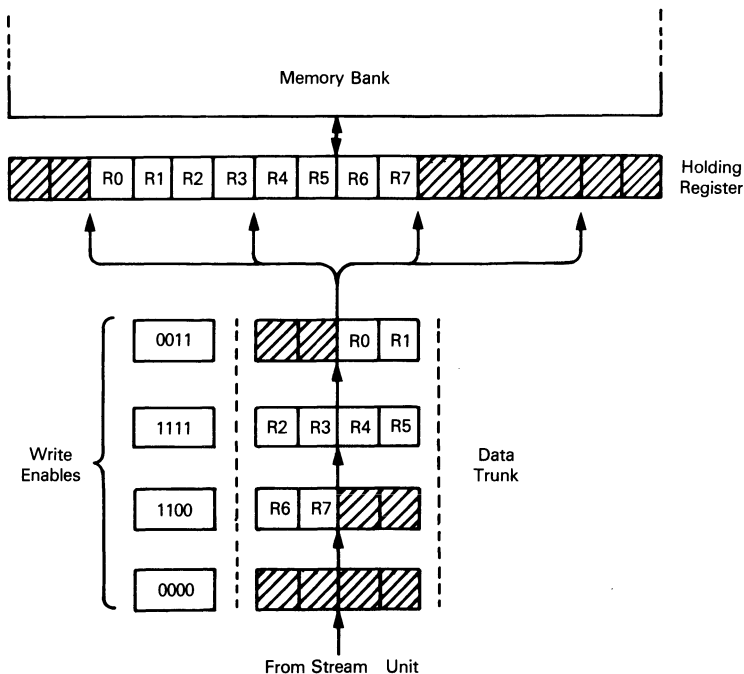 Memory Bank
R0 R1 R2 R3 R4 R5 R6 R7
Holding
Register
0011
R0 R1
1111
R2 R3 R4 R5
Write
Enables
Data
Trunk
1100
R6 R7
0000
From Stream Unit